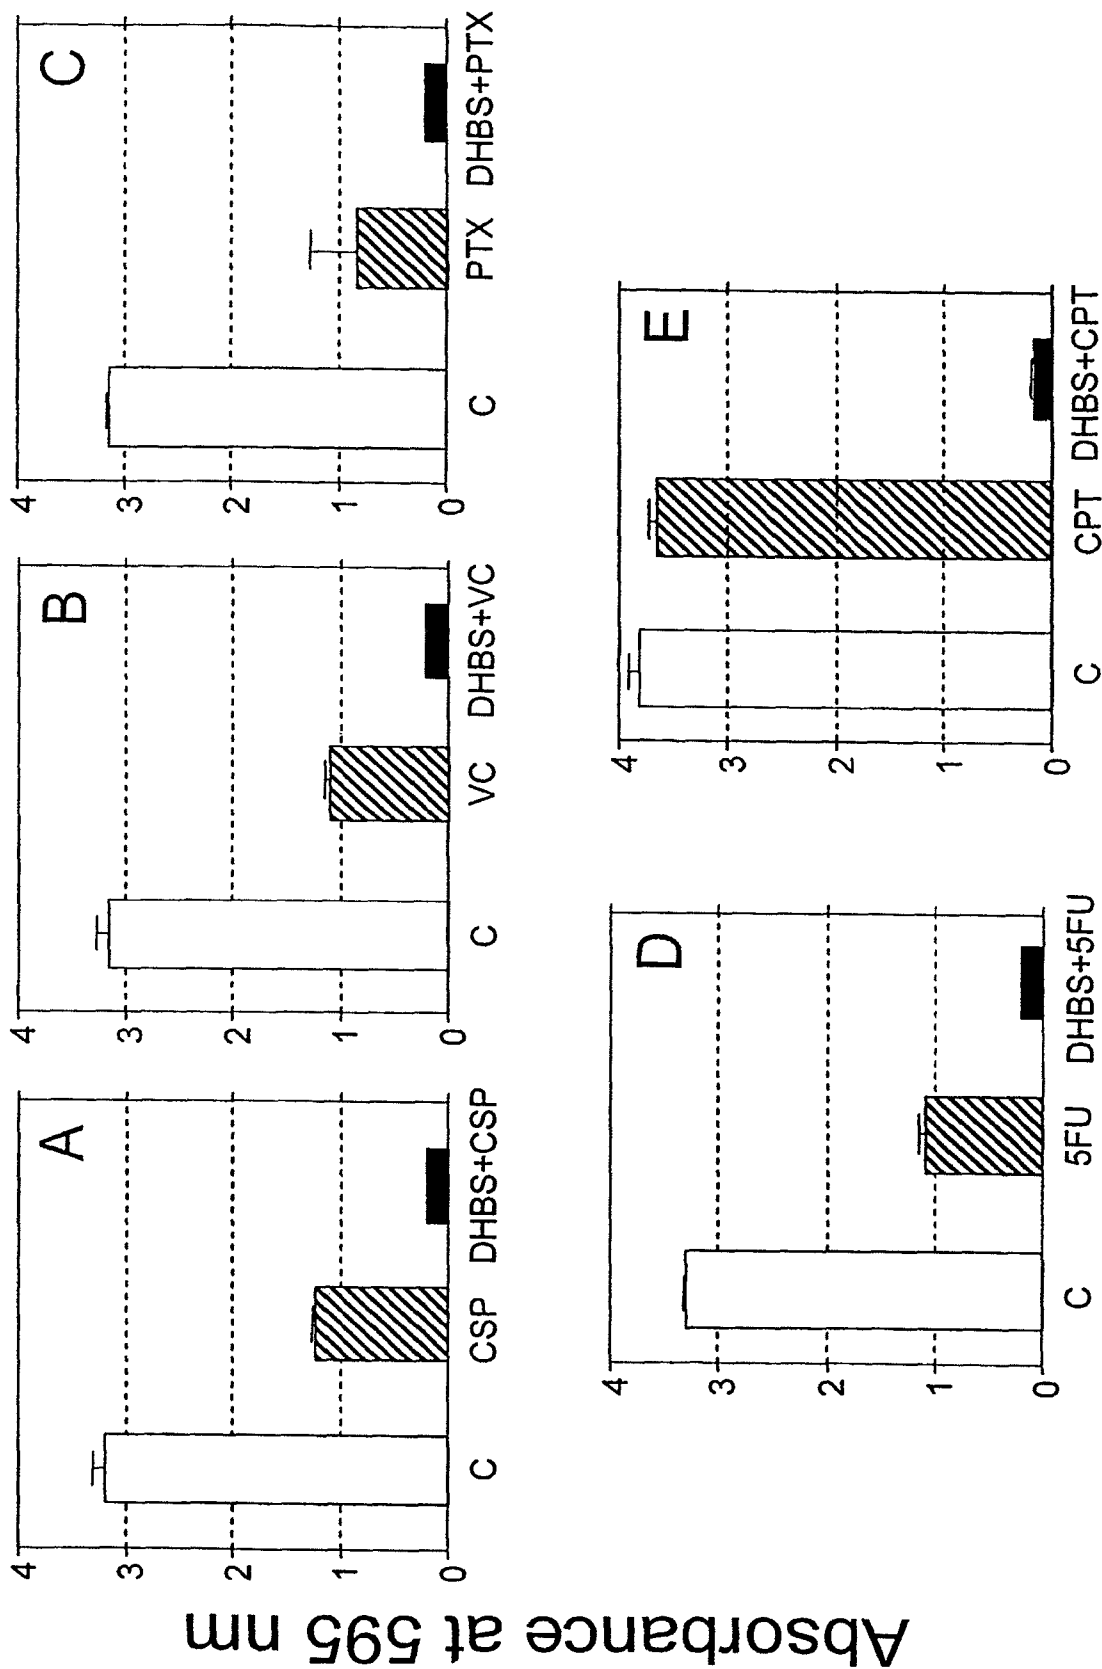 Absorbance at 595 nm
A
4
3
2
1
0
C CSP DHBS+CSP
B
4
3
2
1
0
C VC DHBS+VC
C
4
3
2
1
0
C PTX DHBS+PTX
D
4
3
2
1
0
C 5FU DHBS+5FU
E
4
3
2
1
0
C CPT DHBS+CPT